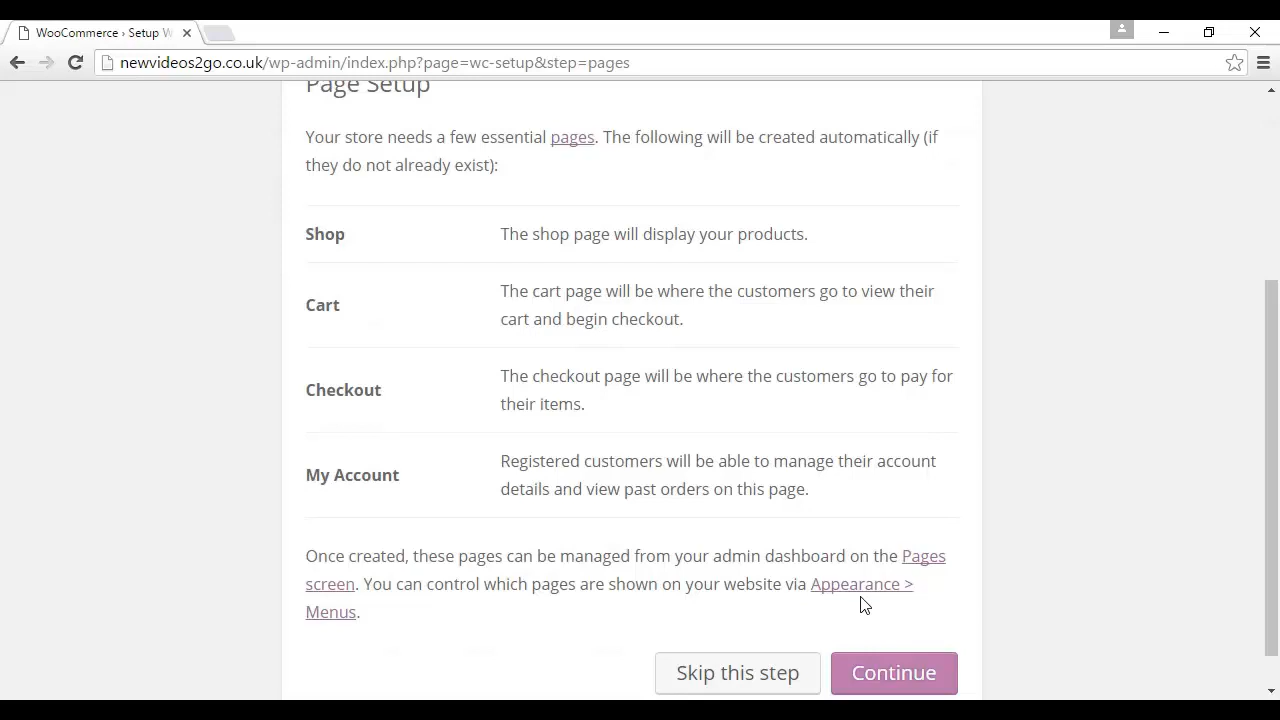 WooCommerce › Setup W
newvideos2go.co.uk/wp-admin/index.php?page=wc-setup&step=pages
Page Setup
Your store needs a few essential pages. The following will be created automatically (if
they do not already exist):
Shop
The shop page will display your products.
Cart
The cart page will be where the customers go to view their
cart and begin checkout.
Checkout
The checkout page will be where the customers go to pay for
their items.
My Account
Registered customers will be able to manage their account
details and view past orders on this page.
Once created, these pages can be managed from your admin dashboard on the Pages
screen. You can control which pages are shown on your website via Appearance >
Menus.
Skip this step
Continue